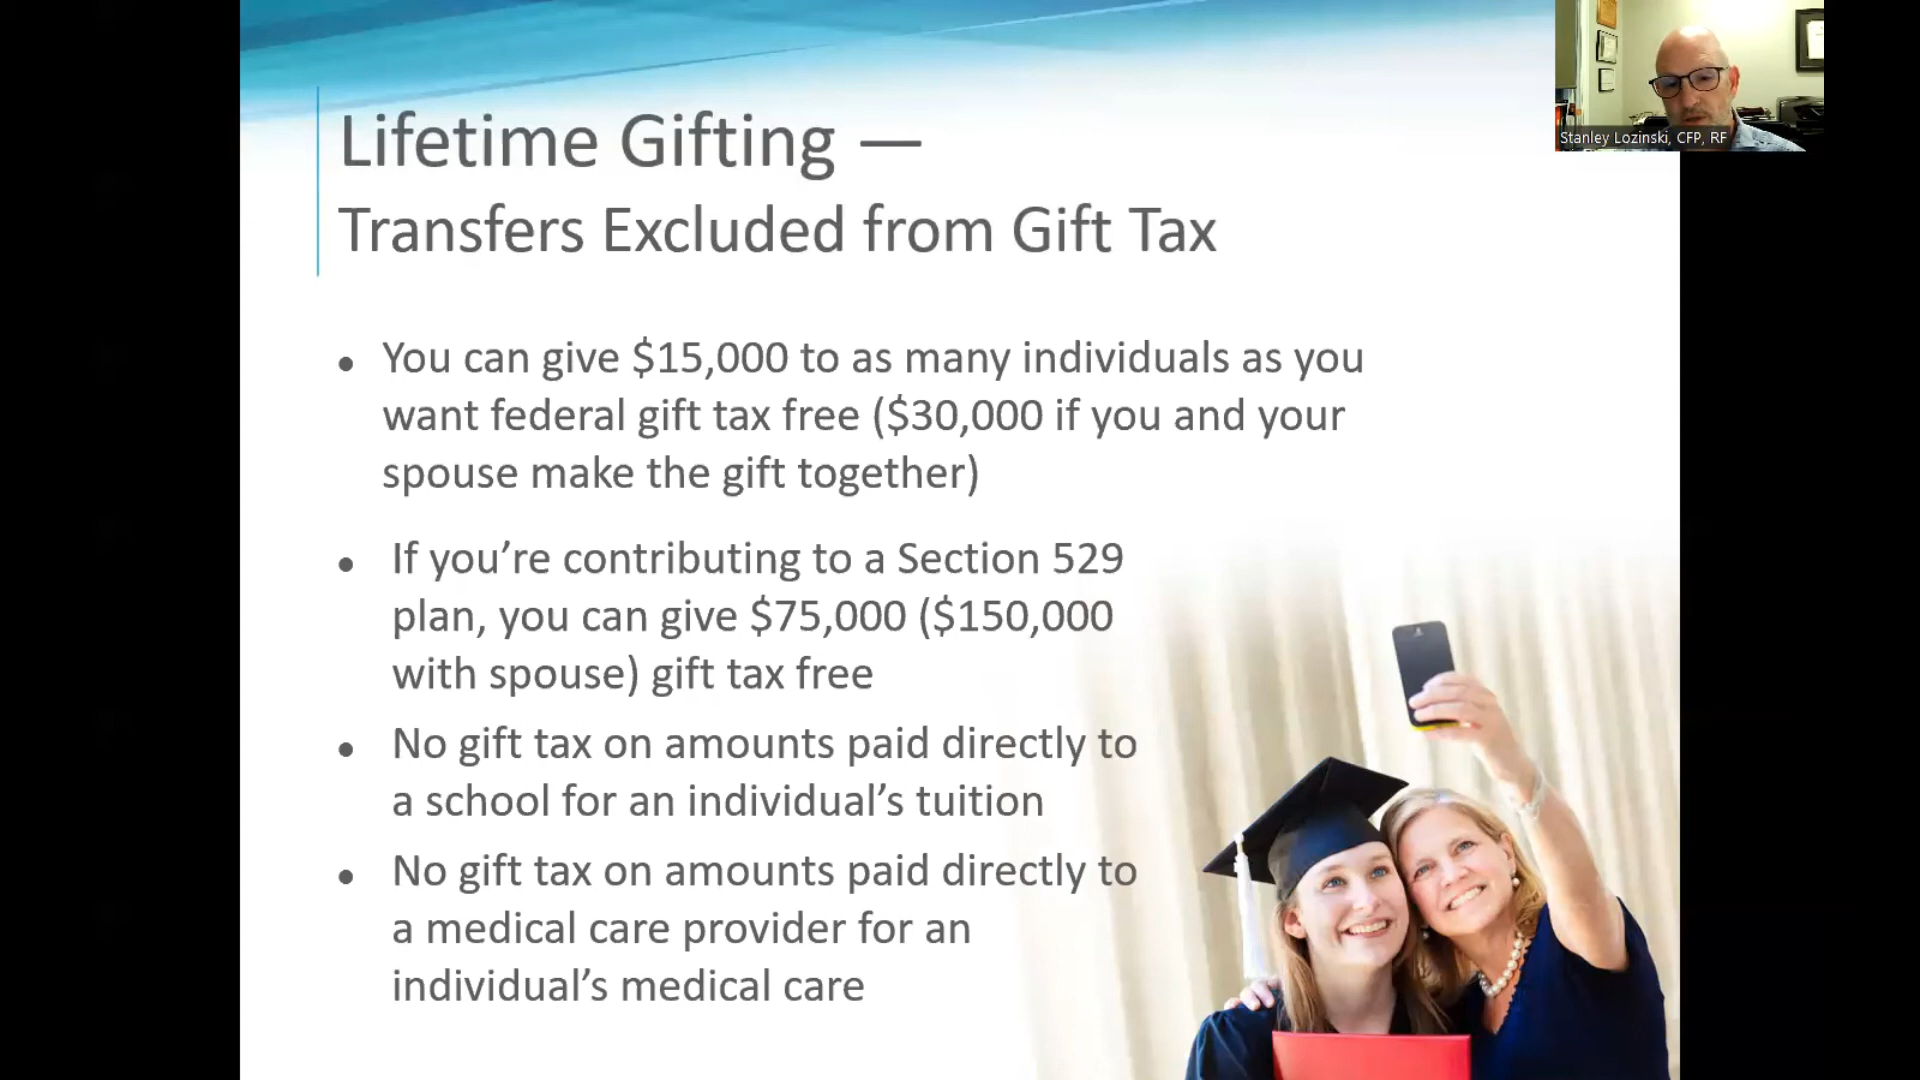 Lifetime Gifting —
Transfers Excluded from Gift Tax
• You can give $15,000 to as many individuals as you
want federal gift tax free ($30,000 if you and your
spouse make the gift together)
• If you’re contributing to a Section 529
plan, you can give $75,000 ($150,000
with spouse) gift tax free
• No gift tax on amounts paid directly to
a school for an individual’s tuition
• No gift tax on amounts paid directly to
a medical care provider for an
individual’s medical care
Stanley Lozinski, CFP, RF